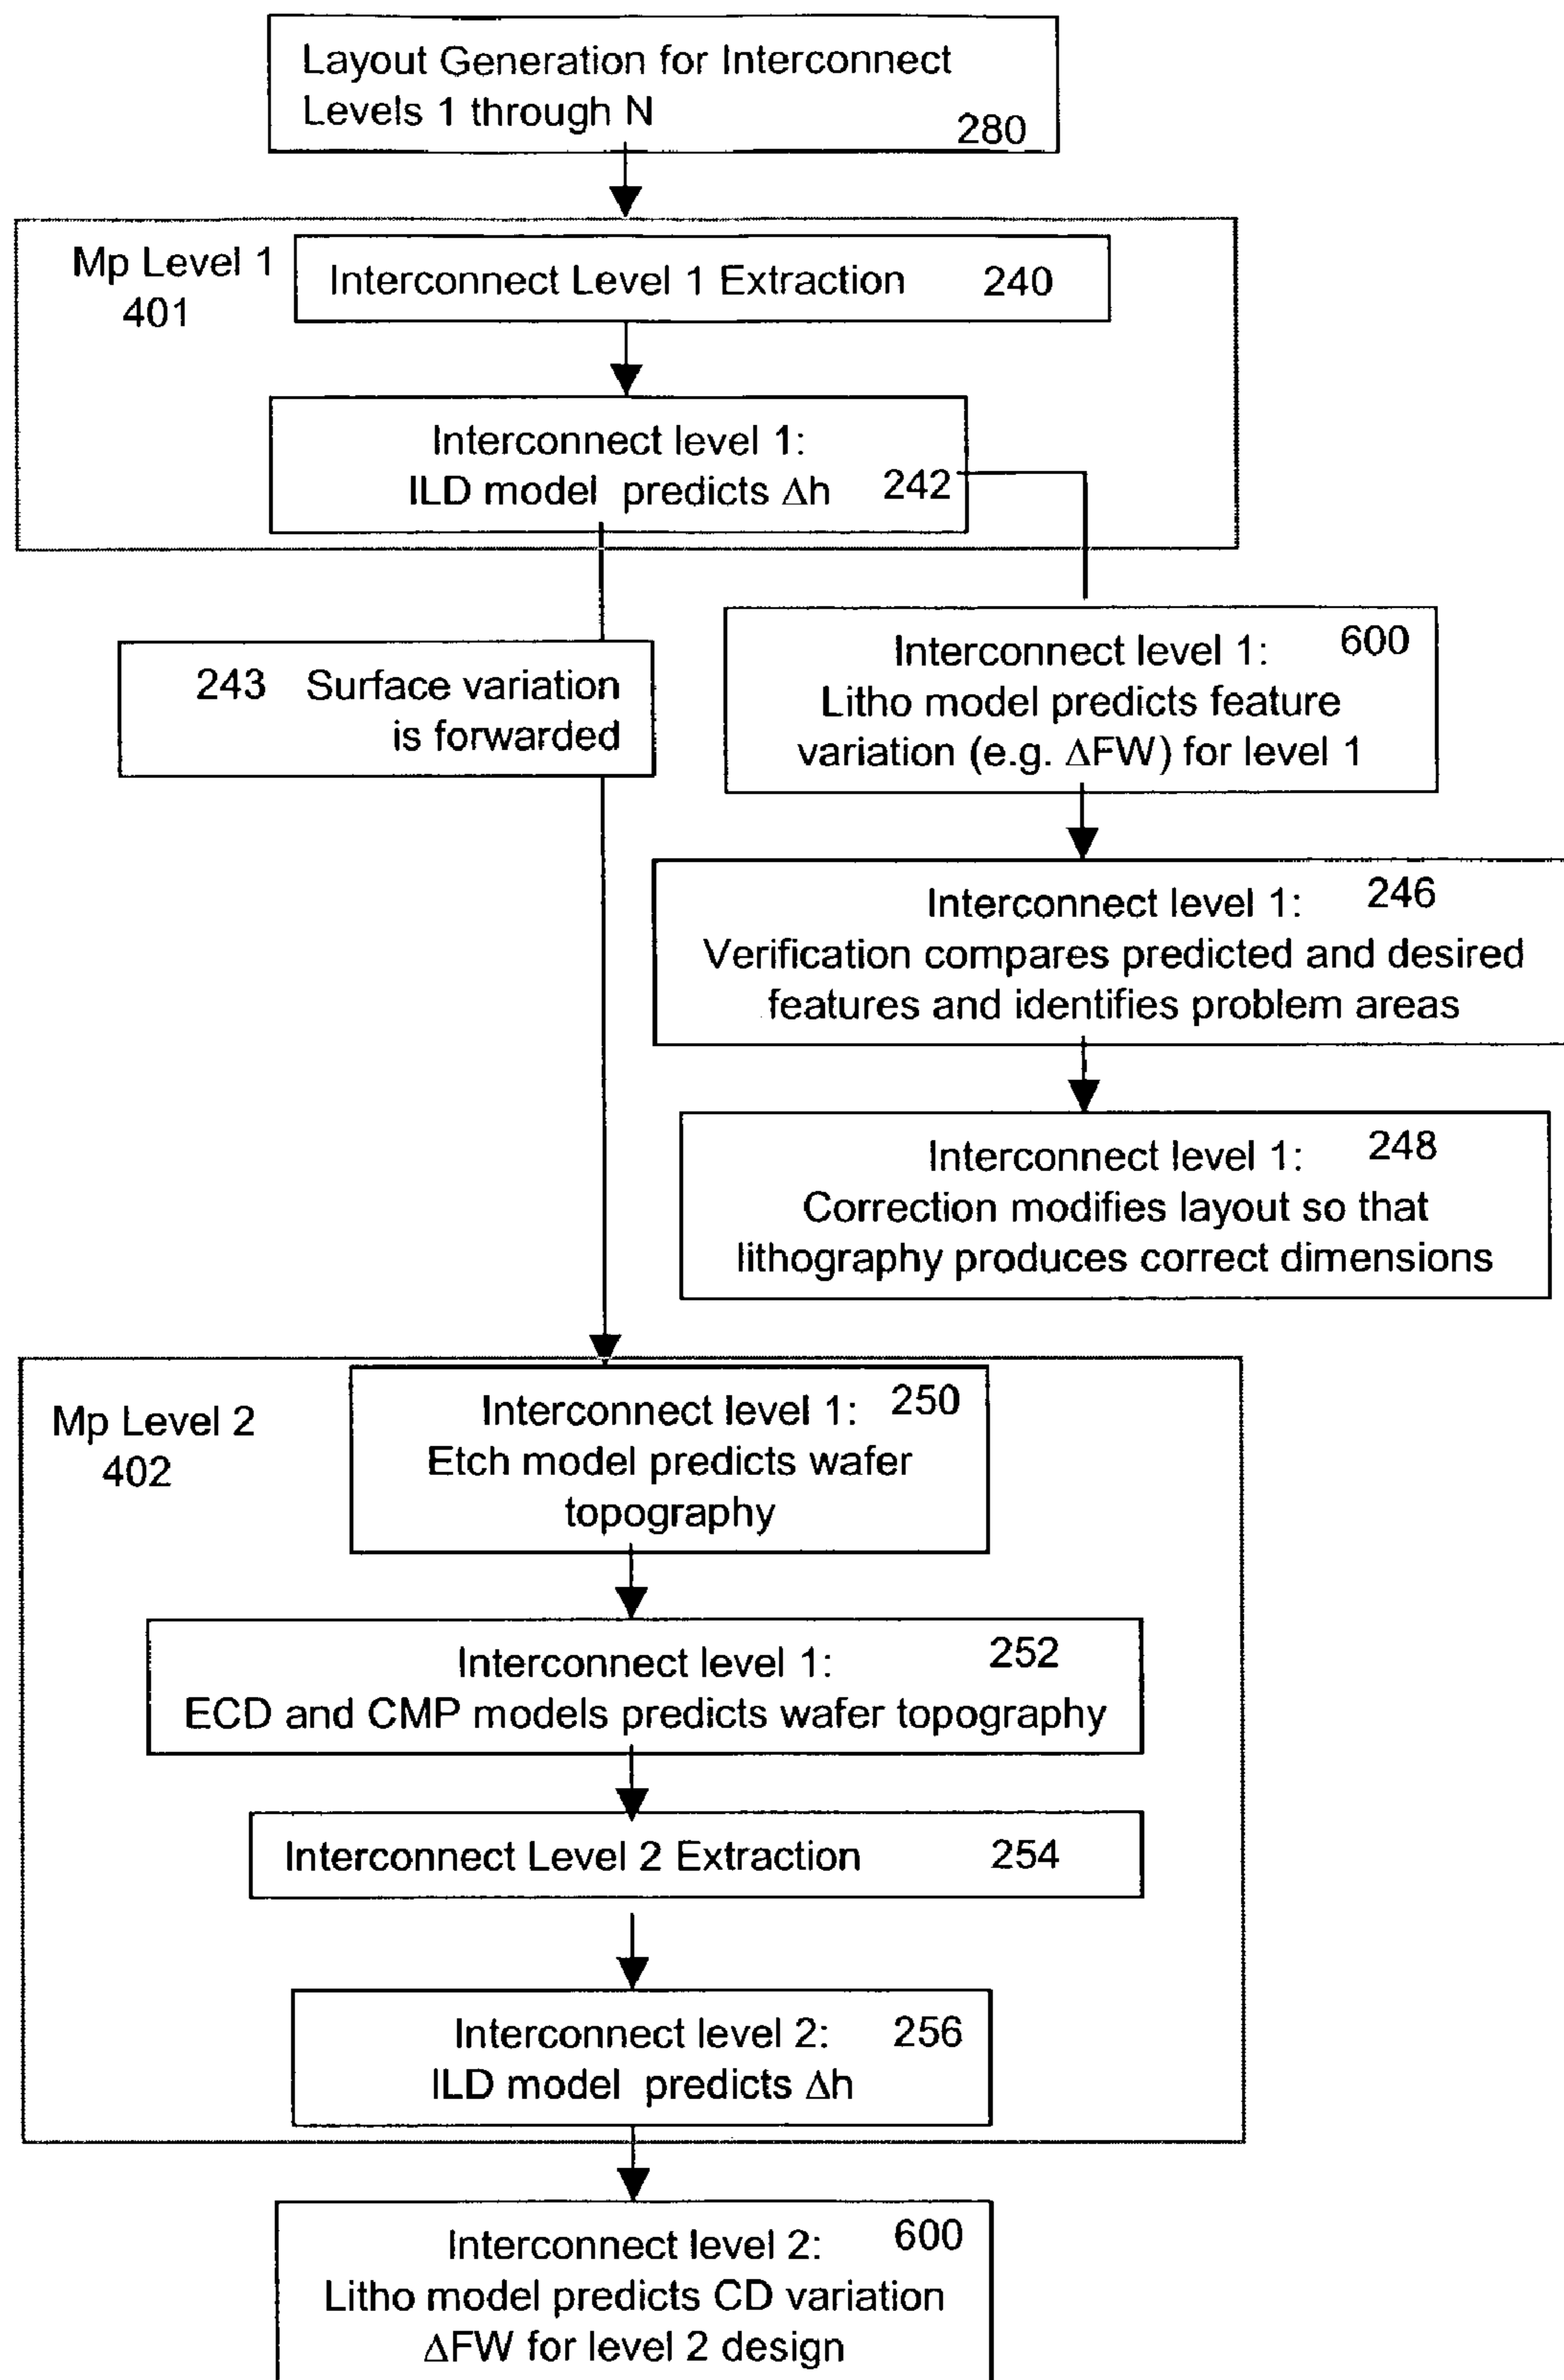 Layout Generation for Interconnect
Levels 1 through N
280
Mp Level 1
401
Interconnect Level 1 Extraction 240
Interconnect level 1:
ILD model predicts Δh 242
243 Surface variation
is forwarded
Interconnect level 1: 600
Litho model predicts feature
variation (e.g. ΔFW) for level 1
Interconnect level 1: 246
Verification compares predicted and desired
features and identifies problem areas
Interconnect level 1: 248
Correction modifies layout so that
lithography produces correct dimensions
Mp Level 2
402
Interconnect level 1: 250
Etch model predicts wafer
topography
Interconnect level 1: 252
ECD and CMP models predicts wafer topography
Interconnect Level 2 Extraction 254
Interconnect level 2: 256
ILD model predicts Δh
Interconnect level 2: 600
Litho model predicts CD variation
ΔFW for level 2 design